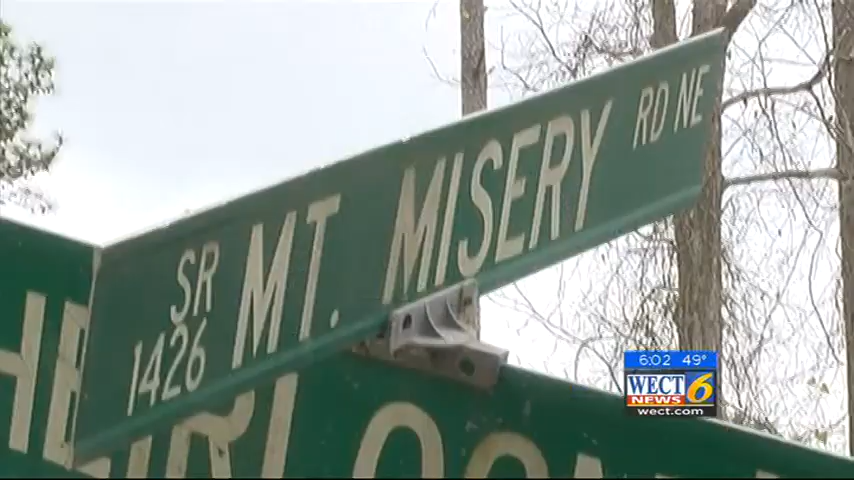 SR
1426
MT. MISERY
RD NE
6:02 49°
WECT 6
NEWS
wect.com